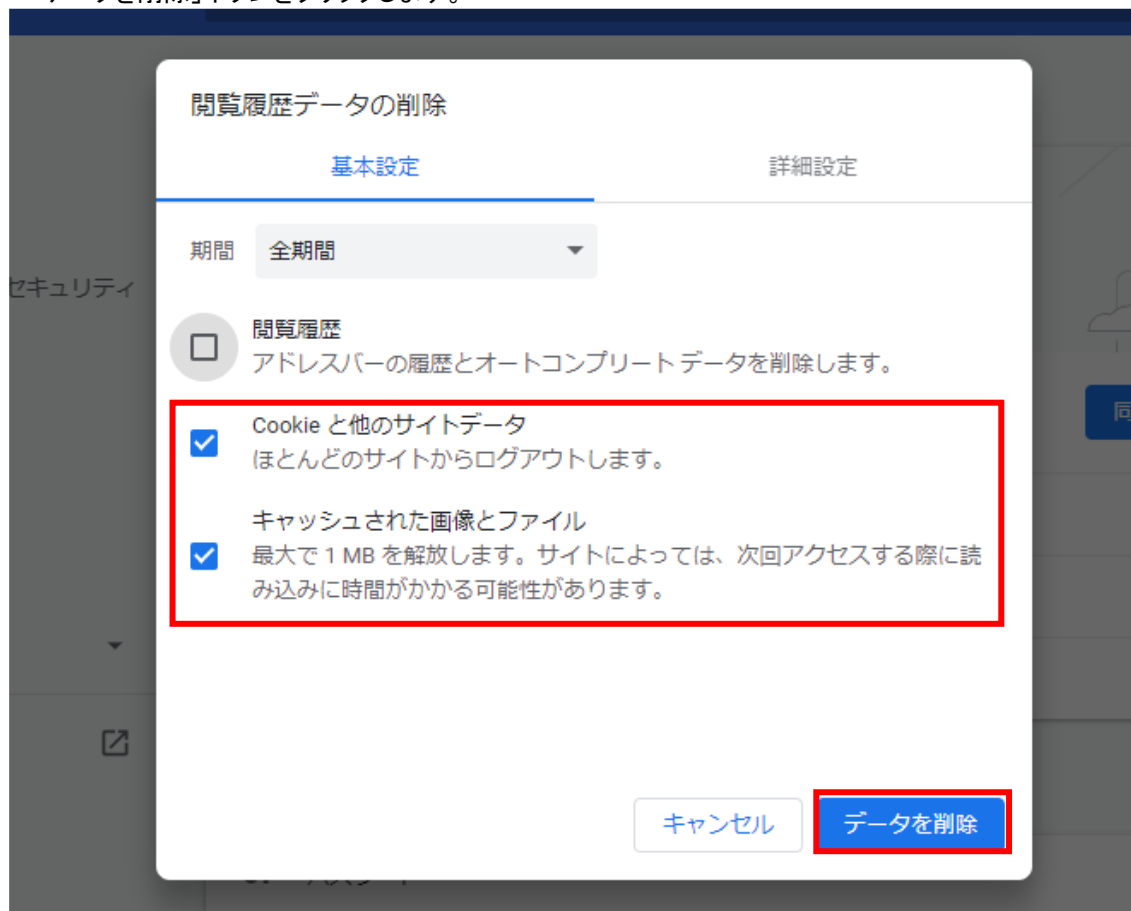 閲覧履歴データの削除
基本設定
詳細設定
期間
全期間
セキュリティ
閲覧履歴
アドレスバーの履歴とオートコンプリート データを削除します。
同
Cookie と他のサイトデータ
ほとんどのサイトからログアウトします。
キャッシュされた画像とファイル
最大で 1 MB を解放します。サイトによっては、次回アクセスする際に読
み込みに時間がかかる可能性があります。
キャンセル
データを削除